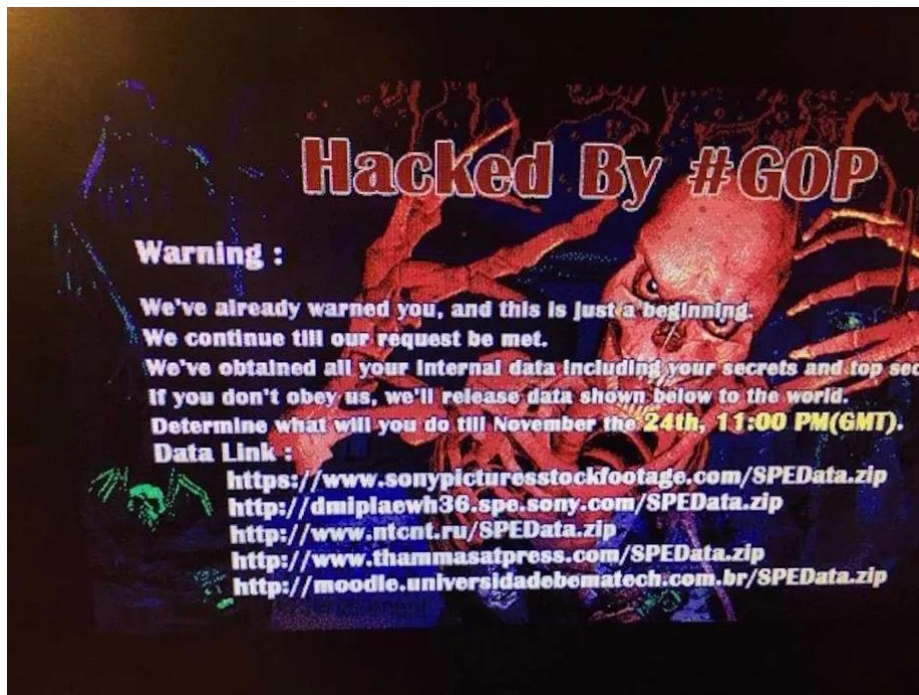 Hacked By #GOP
Warning :
We've already warned you, and this is just a beginning.
We continue till our request be met.
We've obtained all your internal data including your secrets and top sec
If you don't obey us, we'll release data shown below to the world.
Determine what will you do till November the 24th, 11:00 PM(GMT).
Data Link :
https://www.sonypicturesstockfootage.com/SPEData.zip
http://dmiplaewh36.spe.sony.com/SPEData.zip
http://www.ntcnt.ru/SPEData.zip
http://www.thammasatpress.com/SPEData.zip
http://moodle.universidadebematech.com.br/SPEData.zip